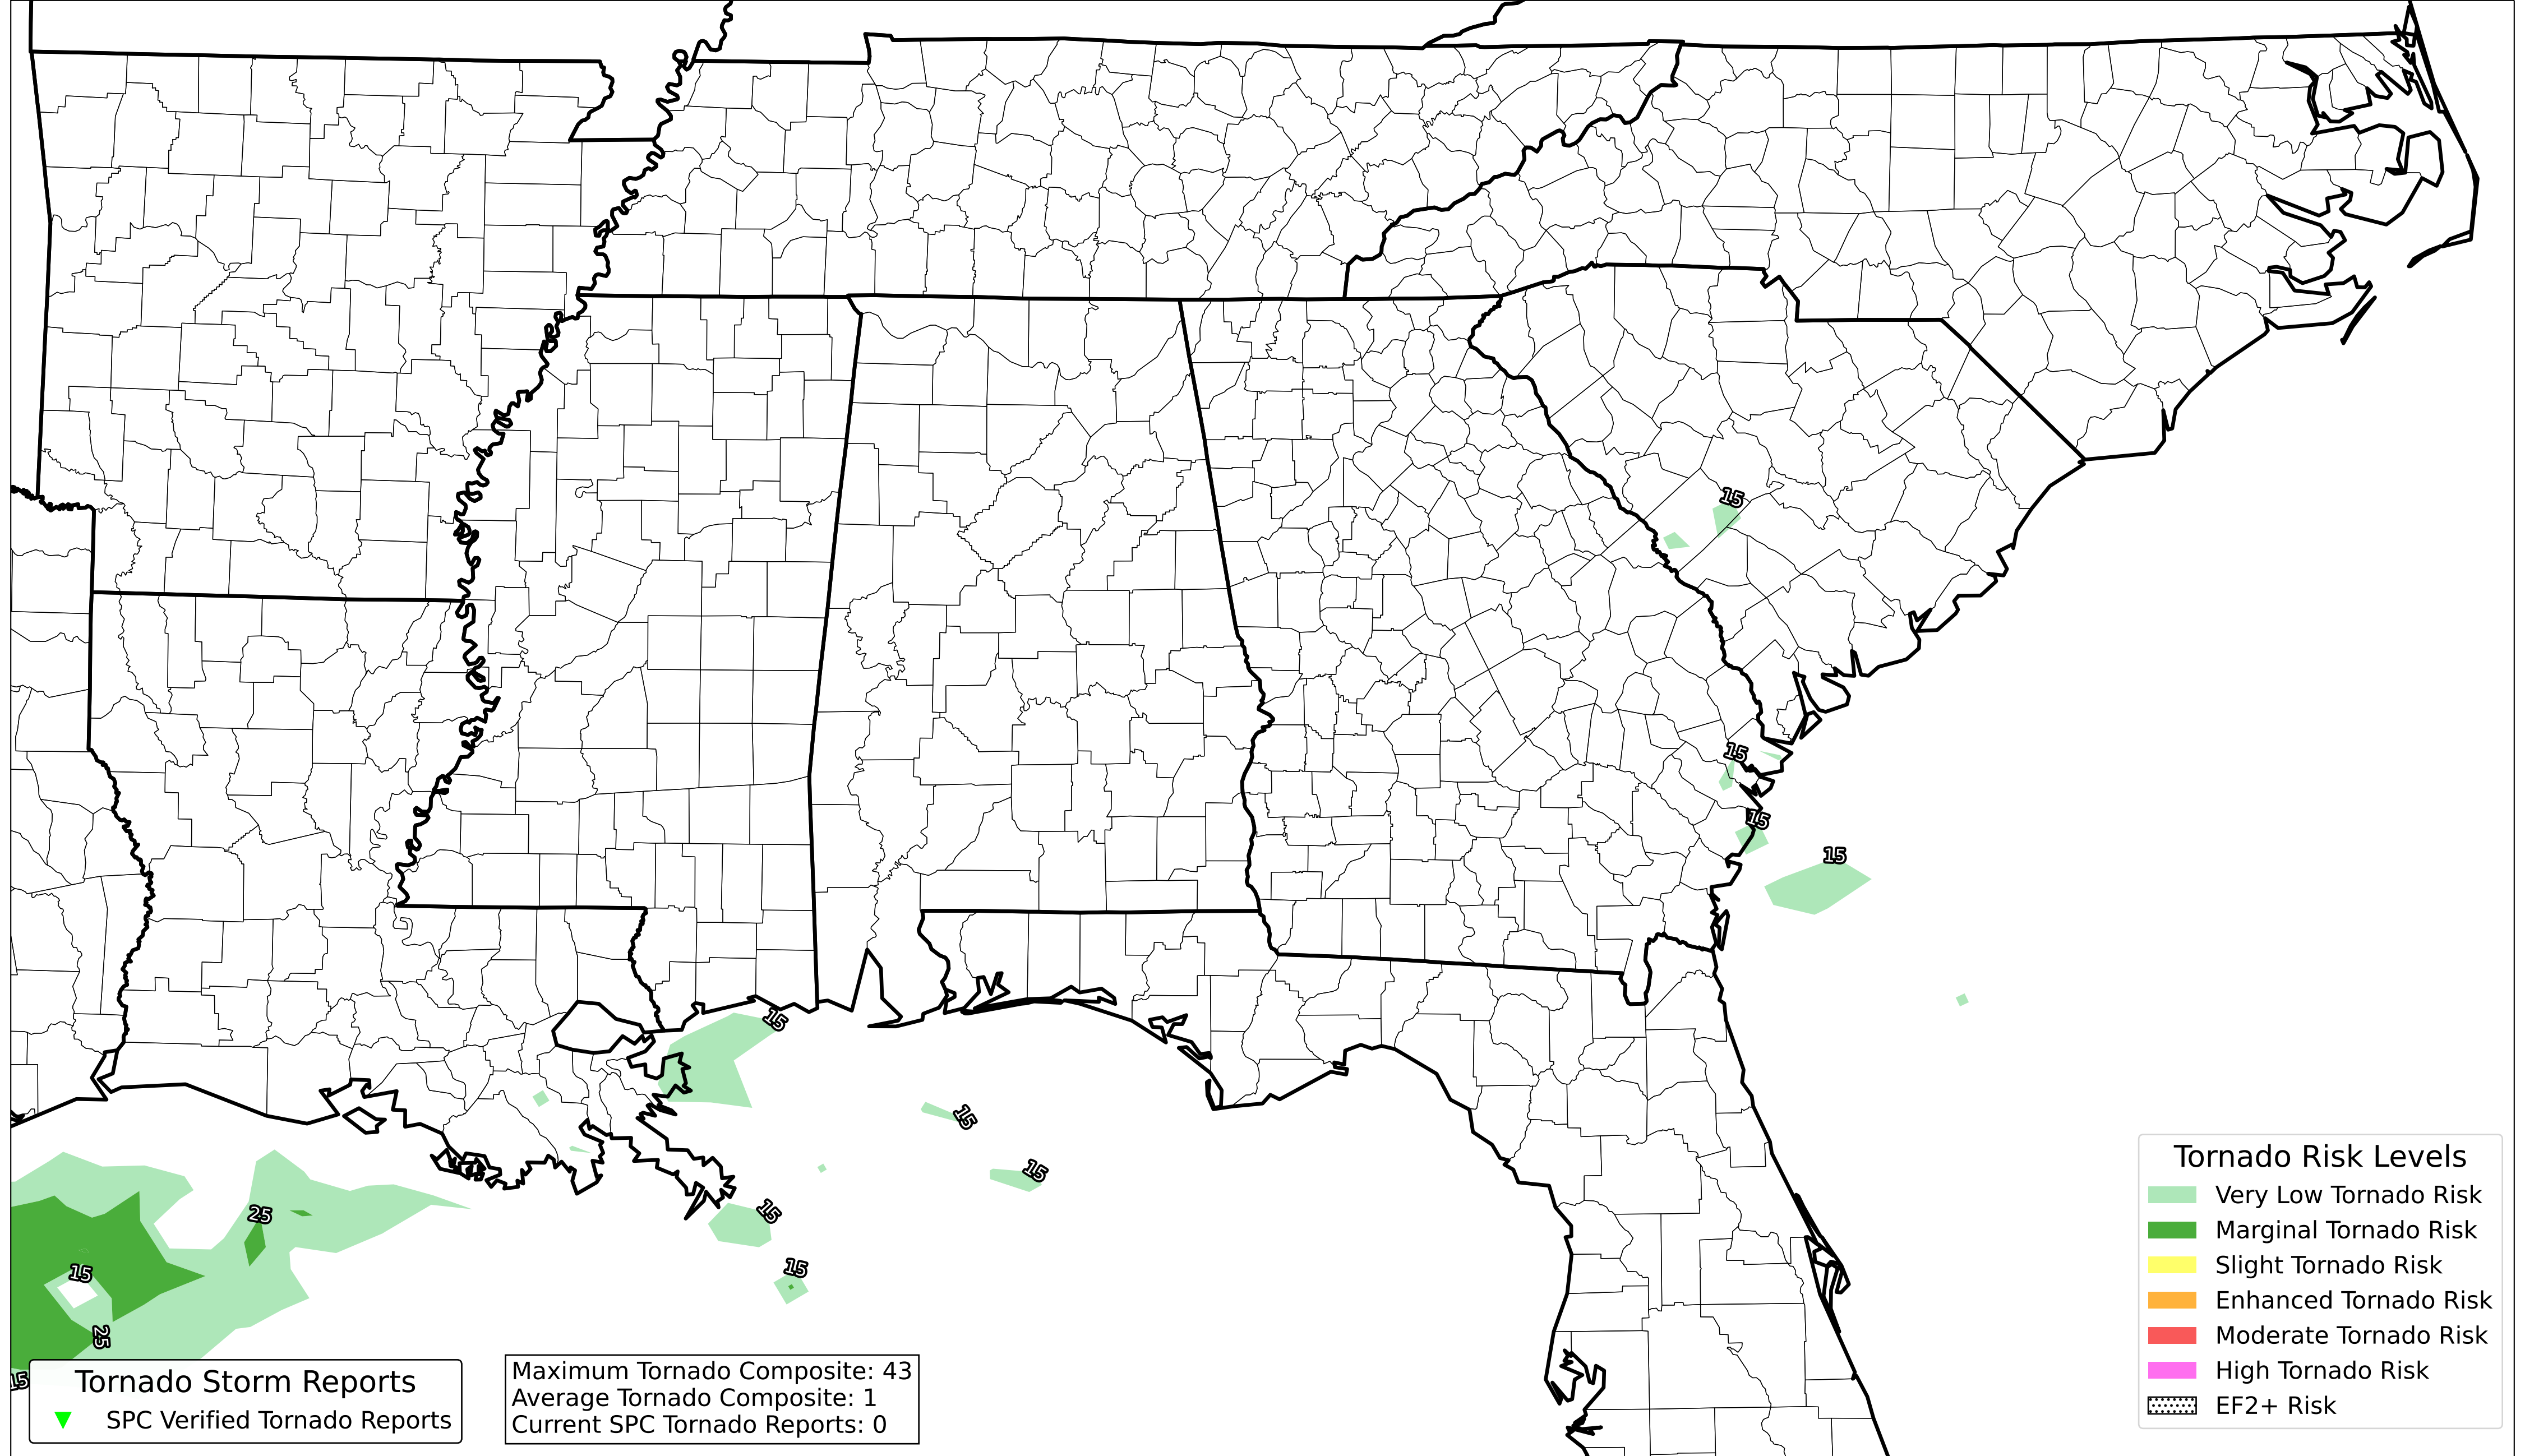 15
15
15
15
15
15
15
25
15
15
15
25
15
Tornado Storm Reports
SPC Verified Tornado Reports
Maximum Tornado Composite: 43
Average Tornado Composite: 1
Current SPC Tornado Reports: 0
Tornado Risk Levels
Very Low Tornado Risk
Marginal Tornado Risk
Slight Tornado Risk
Enhanced Tornado Risk
Moderate Tornado Risk
High Tornado Risk
EF2+ Risk